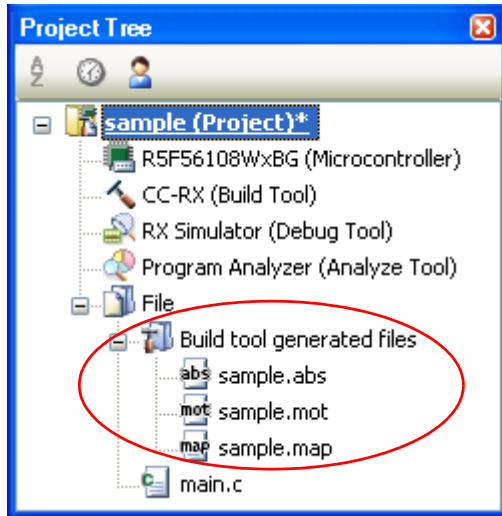 Project Tree
A
Z
sample (Project)*
R5F56108WxBG (Microcontroller)
CC-RX (Build Tool)
RX Simulator (Debug Tool)
Program Analyzer (Analyze Tool)
File
Build tool generated files
abs sample.abs
mot sample.mot
map sample.map
c main.c